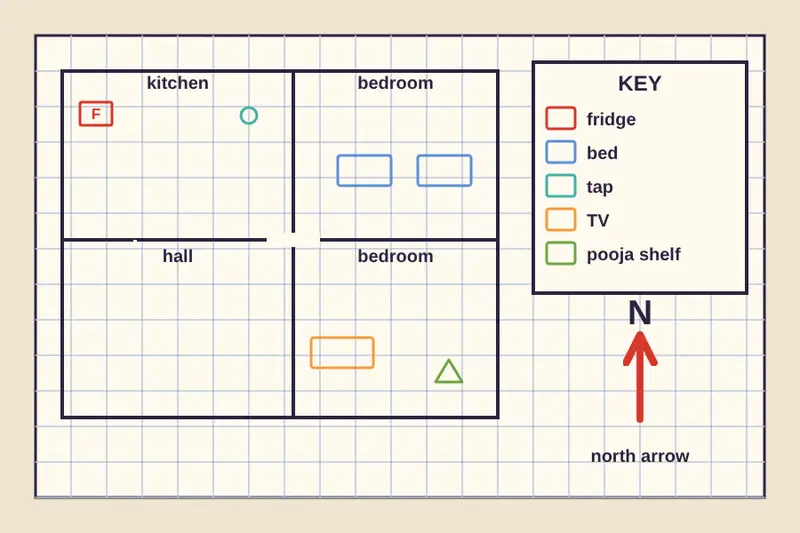 kitchen
bedroom
F
hall
bedroom
KEY
fridge
bed
tap
TV
pooja shelf
N
north arrow